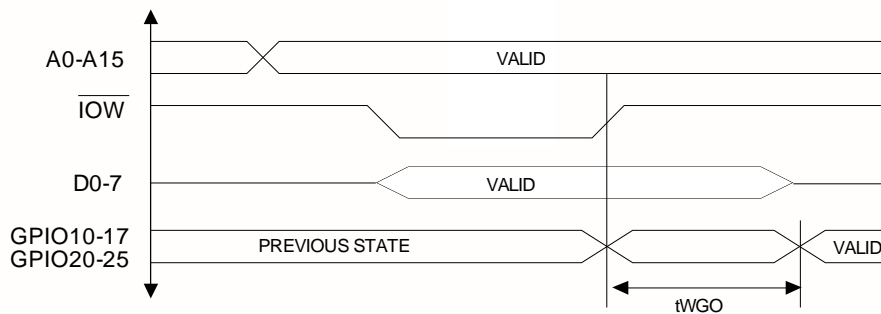 A0-A15
VALID
IOW
D0-7
VALID
GPIO10-17
GPIO20-25
PREVIOUS STATE
VALID
tWGO